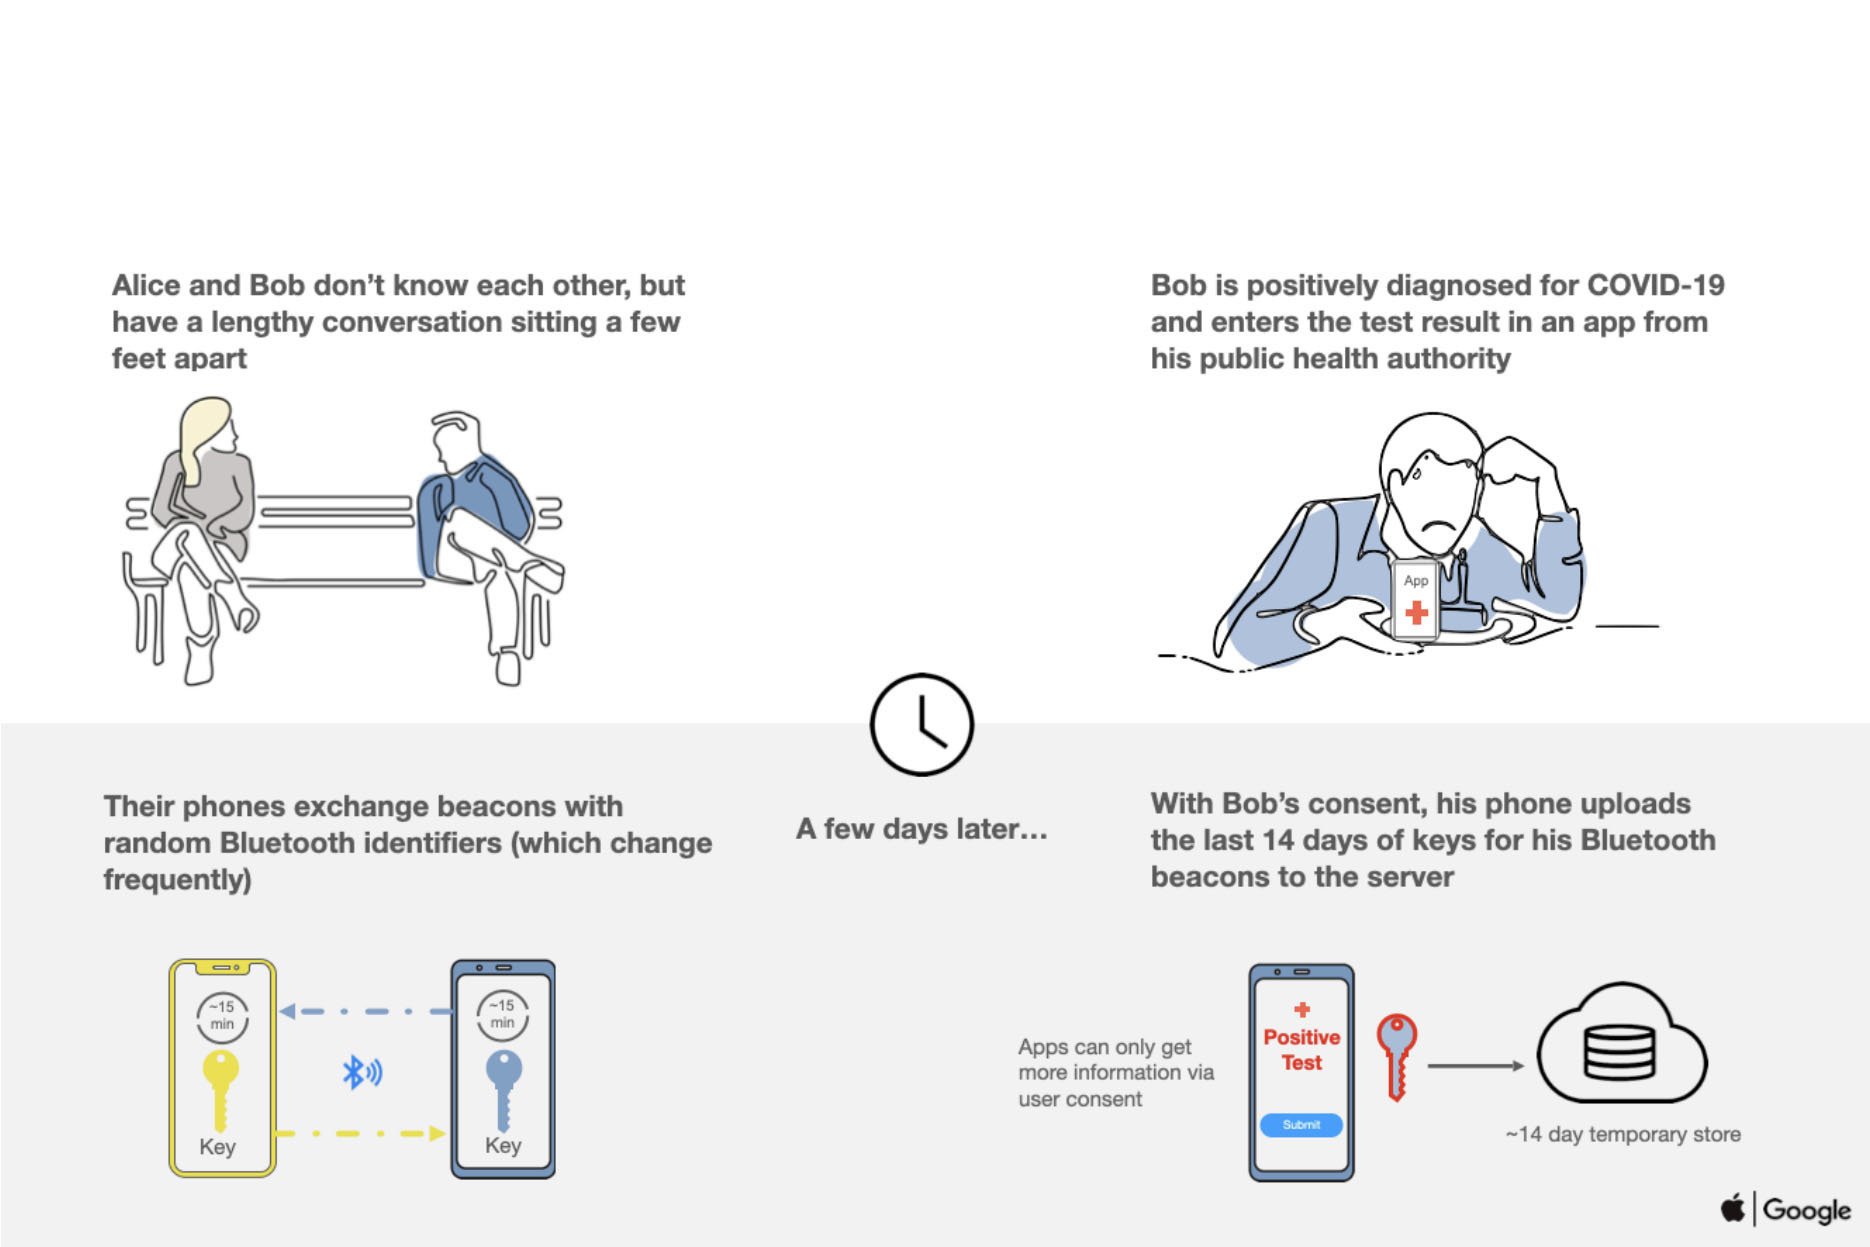 Alice and Bob don’t know each other, but
have a lengthy conversation sitting a few
feet apart
Bob is positively diagnosed for COVID-19
and enters the test result in an app from
his public health authority
App
Their phones exchange beacons with
random Bluetooth identifiers (which change
frequently)
~15
min
Key
~15
min
Key
A few days later…
With Bob’s consent, his phone uploads
the last 14 days of keys for his Bluetooth
beacons to the server
Apps can only get
more information via
user consent
Positive
Test
Submit
~14 day temporary store
Google